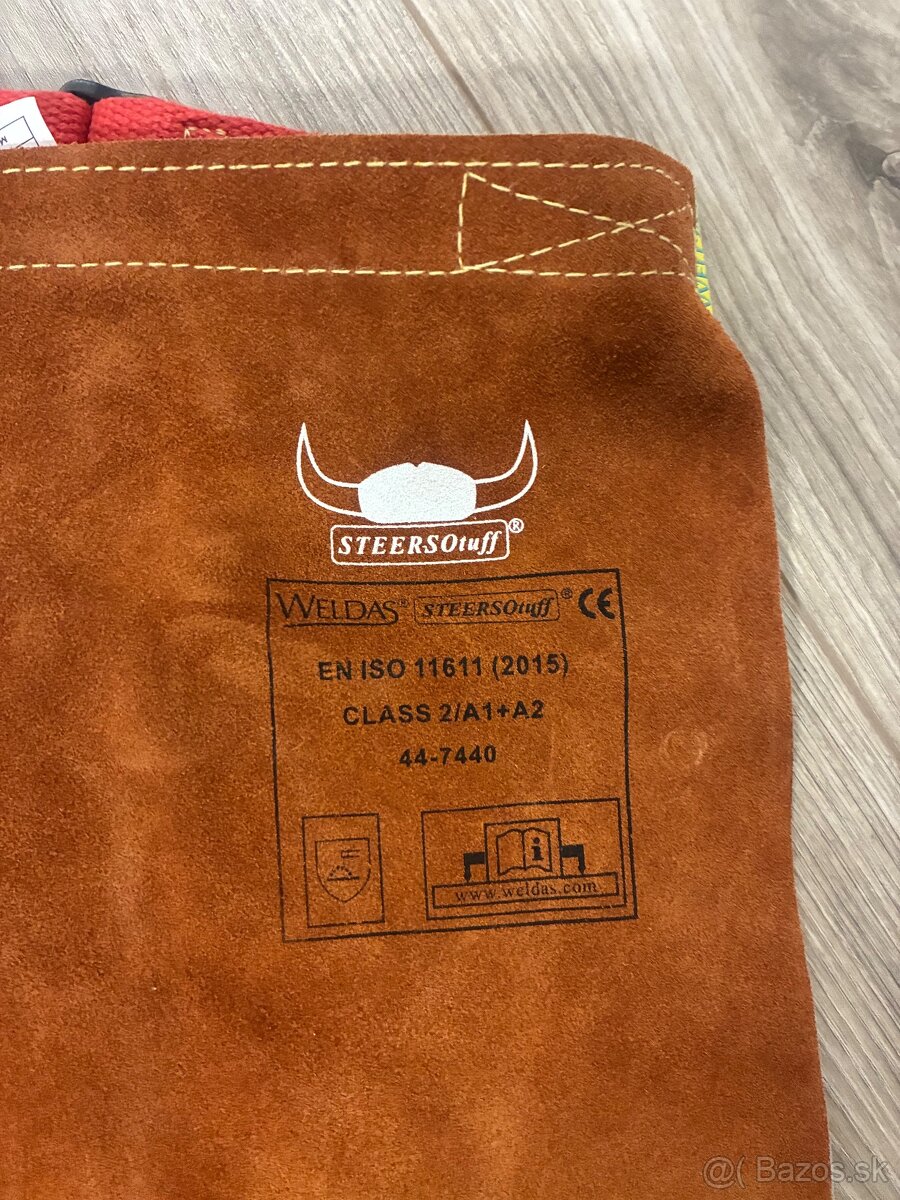 STEERSOtuff®
WELDAS® STEERSOtuff® CE
EN ISO 11611 (2015)
CLASS 2/A1+A2
44-7440
i
www.weldas.com
@( Bazos.sk